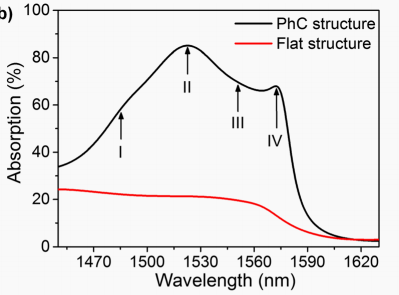 b)
100
PhC structure
Flat structure
80
60
40
20
0
Absorption (%)
I
II
III
IV
1470 1500 1530 1560 1590 1620
Wavelength (nm)